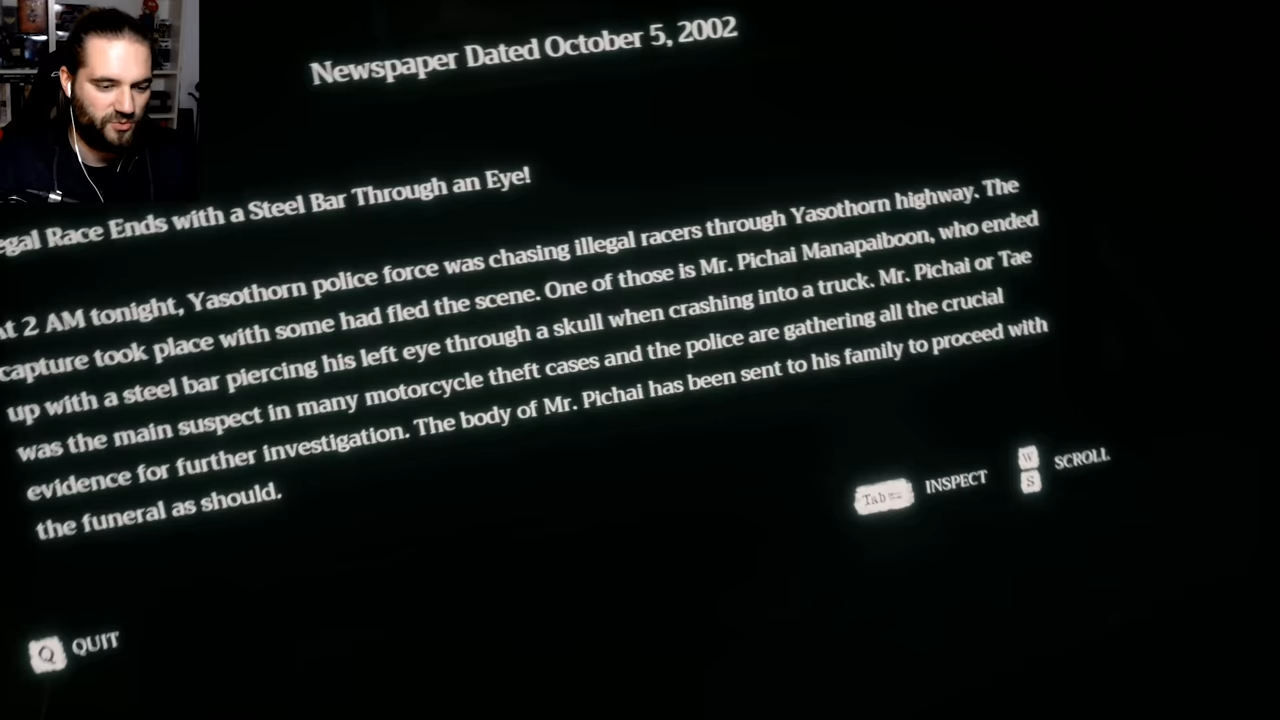 Newspaper Dated October 5, 2002
egal Race Ends with a Steel Bar Through an Eye!
At 2 AM tonight, Yasothorn police force was chasing illegal racers through Yasothorn highway. The
capture took place with some had fled the scene. One of those is Mr. Pichai Manapaiboon, who ended
up with a steel bar piercing his left eye through a skull when crashing into a truck. Mr. Pichai or Tae
was the main suspect in many motorcycle theft cases and the police are gathering all the crucial
evidence for further investigation. The body of Mr. Pichai has been sent to his family to proceed with
the funeral as should.
Tab INSPECT
W
S
SCROLL
Q QUIT